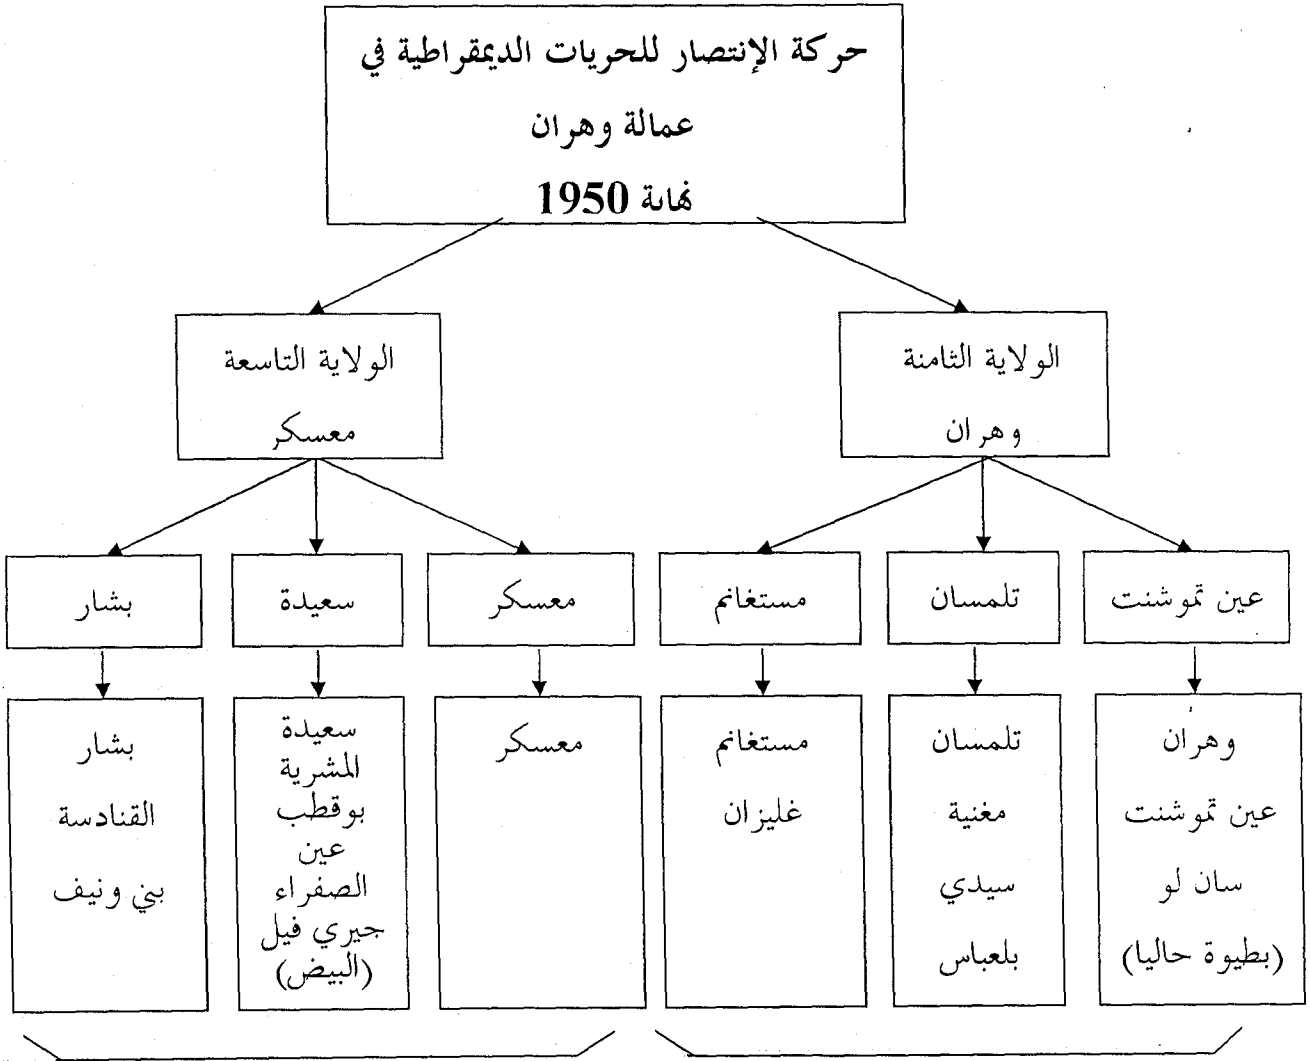 حركة الإنتصار للحريات الديمقراطية في
عمالة وهران
نهاية 1950
الولاية الثامنة
وهران
الولاية التاسعة
معسكر
عين تموشنت
تلمسان
مستغانم
معسكر
سعيدة
بشار
وهران
عين تموشنت
سان لو
(بطيوة حاليا)
تلمسان
مغنية
سيدي
بلعباس
مستغانم
غليزان
معسكر
سعيدة
المشرية
بوقطب
عين
الصفراء
جيري فيل
(البيض)
بشار
القنادسة
بني ونيف